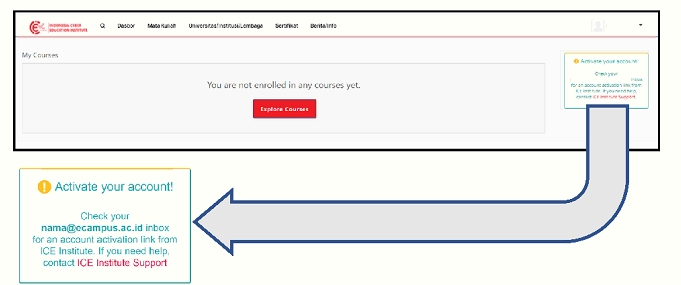 INDONESIA CYBER
EDUCATION INSTITUTE
Dasbor Mata Kuliah Universitas/Institusi/Lembaga Sertifikat Berita/Info
My Courses
You are not enrolled in any courses yet.
Explore Courses
Activate your account!
Check your
inbox
for an account activation link from
ICE Institute. If you need help,
contact ICE Institute Support
Activate your account!
Check your
nama@ecampus.ac.id inbox
for an account activation link from
ICE Institute. If you need help,
contact ICE Institute Support